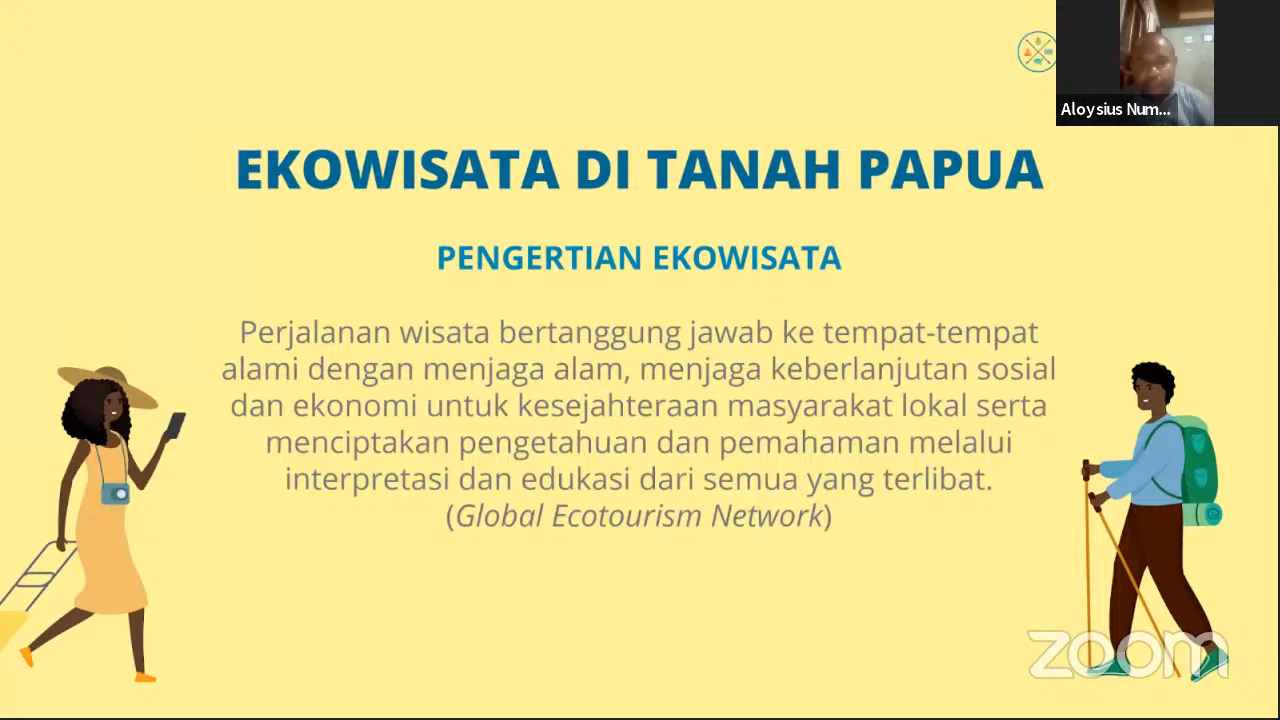 Aloysius Num...
EKOWISATA DI TANAH PAPUA
PENGERTIAN EKOWISATA
Perjalanan wisata bertanggung jawab ke tempat-tempat
alami dengan menjaga alam, menjaga keberlanjutan sosial
dan ekonomi untuk kesejahteraan masyarakat lokal serta
menciptakan pengetahuan dan pemahaman melalui
interpretasi dan edukasi dari semua yang terlibat.
(Global Ecotourism Network)
zoom